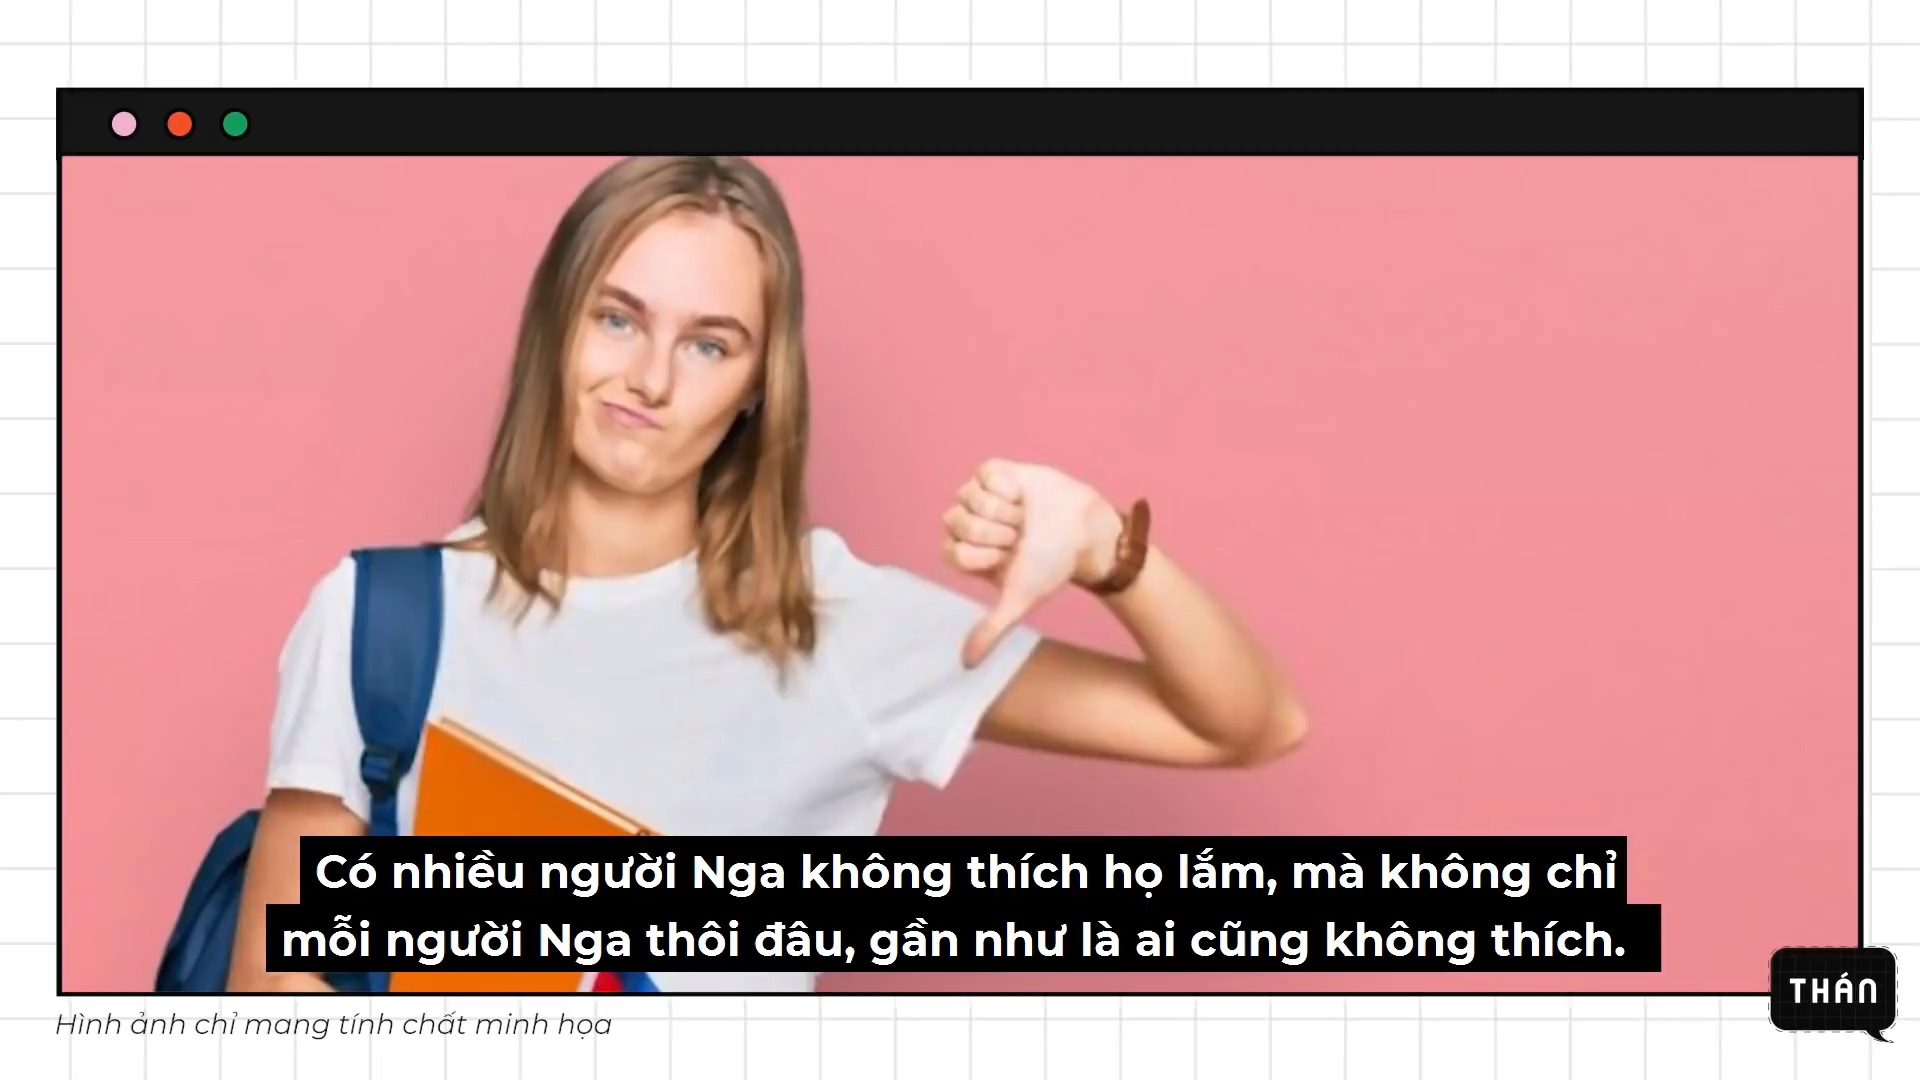 Có nhiều người Nga không thích họ lắm, mà không chỉ
mỗi người Nga thôi đâu, gần như là ai cũng không thích.
THÁN
Hình ảnh chỉ mang tính chất minh họa